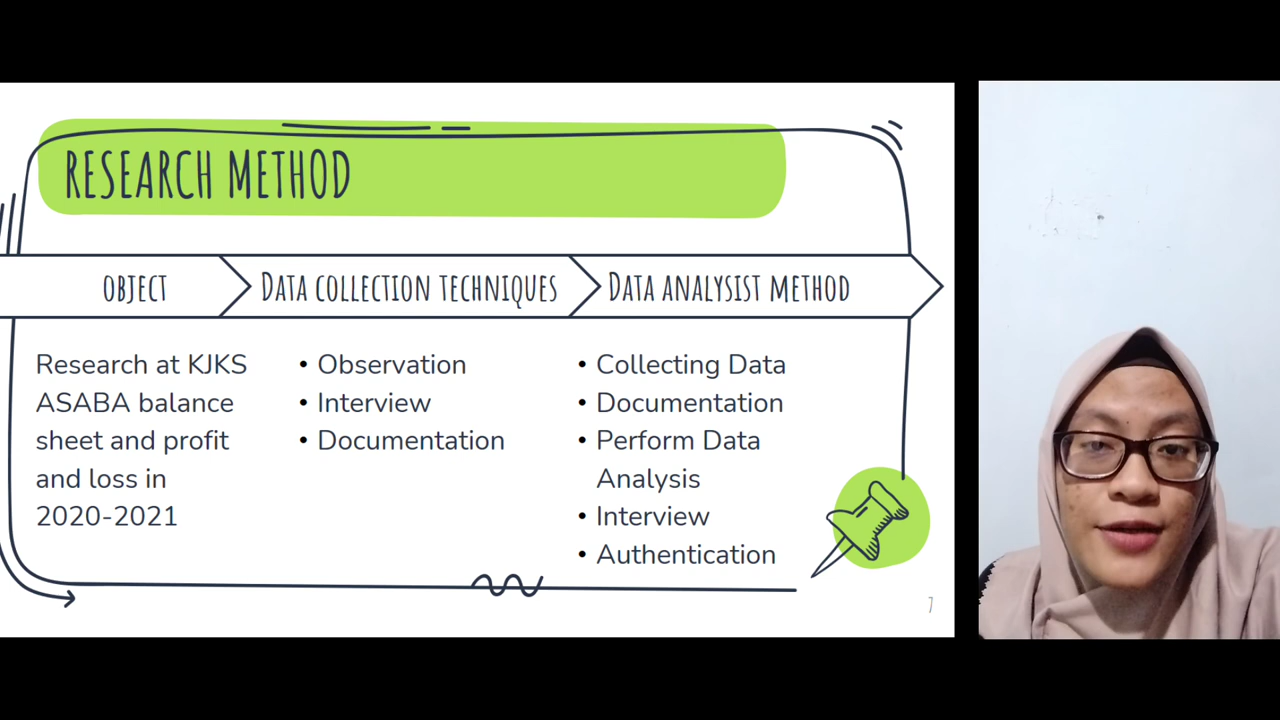 RESEARCH METHOD
OBJECT
DATA COLLECTION TECHNIQUES
DATA ANALYSIST METHOD
Research at KJKS
ASABA balance
sheet and profit
and loss in
2020-2021
• Observation
• Interview
• Documentation
• Collecting Data
• Documentation
• Perform Data
Analysis
• Interview
• Authentication
7